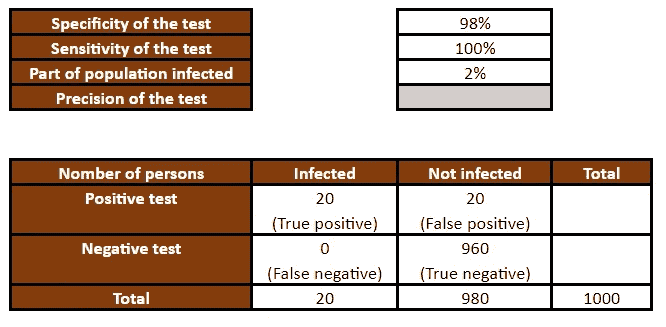 Specificity of the test 98%
Sensitivity of the test 100%
Part of population infected 2%
Precision of the test
Nomber of persons Infected Not infected Total
Positive test 20 20
(True positive) (False positive)
Negative test 0 960
(False negative) (True negative)
Total 20 980 1000